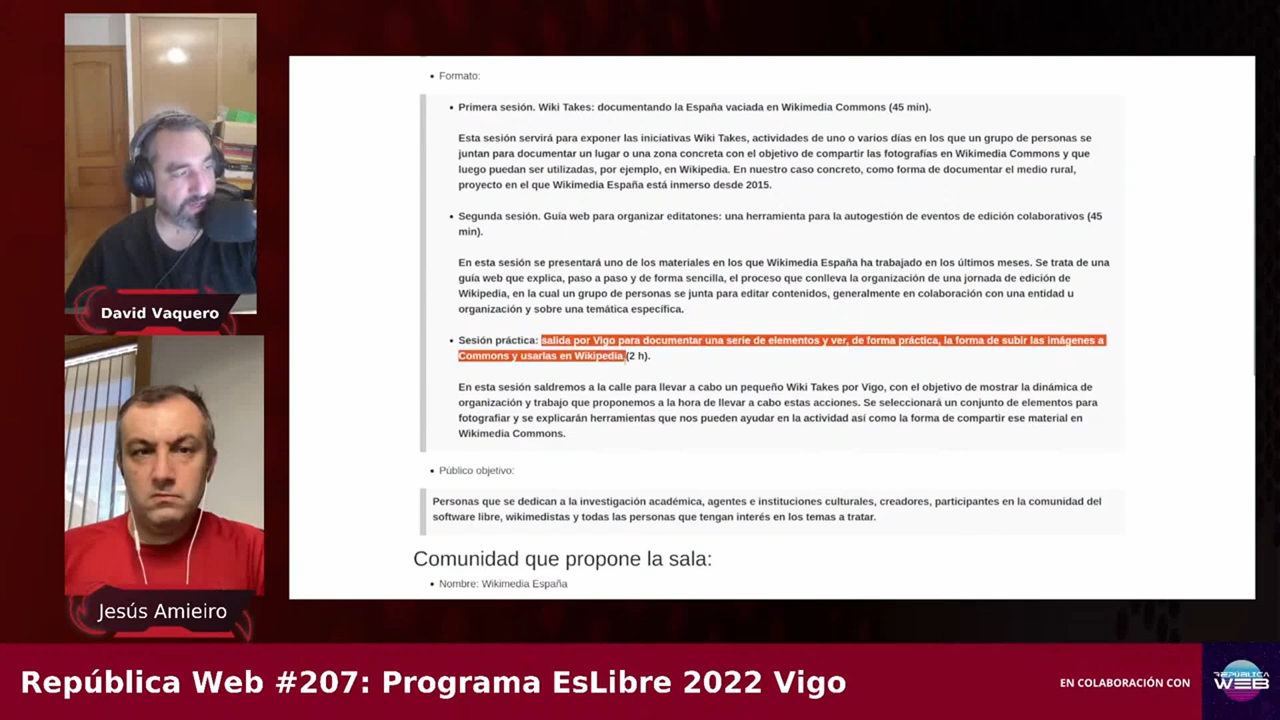 • Formato:
• Primera sesión. Wiki Takes: documentando la España vaciada en Wikimedia Commons (45 min).
Esta sesión servirá para exponer las iniciativas Wiki Takes, actividades de uno o varios días en los que un grupo de personas se
juntan para documentar un lugar o una zona concreta con el objetivo de compartir las fotografías en Wikimedia Commons y que
luego puedan ser utilizadas, por ejemplo, en Wikipedia. En nuestro caso concreto, como forma de documentar el medio rural,
proyecto en el que Wikimedia España está inmerso desde 2015.
• Segunda sesión. Guía web para organizar editatones: una herramienta para la autogestión de eventos de edición colaborativos (45
min).
En esta sesión se presentará uno de los materiales en los que Wikimedia España ha trabajado en los últimos meses. Se trata de una
guía web que explica, paso a paso y de forma sencilla, el proceso que conlleva la organización de una jornada de edición de
Wikipedia, en la cual un grupo de personas se junta para editar contenidos, generalmente en colaboración con una entidad u
organización y sobre una temática específica.
• Sesión práctica: salida por Vigo para documentar una serie de elementos y ver, de forma práctica, la forma de subir las imágenes a
Commons y usarlas en Wikipedia.(2 h).
En esta sesión saldremos a la calle para llevar a cabo un pequeño Wiki Takes por Vigo, con el objetivo de mostrar la dinámica de
organización y trabajo que proponemos a la hora de llevar a cabo estas acciones. Se seleccionará un conjunto de elementos para
fotografiar y se explicarán herramientas que nos pueden ayudar en la actividad así como la forma de compartir ese material en
Wikimedia Commons.
• Público objetivo:
Personas que se dedican a la investigación académica, agentes e instituciones culturales, creadores, participantes en la comunidad del
software libre, wikimedistas y todas las personas que tengan interés en los temas a tratar.
Comunidad que propone la sala:
• Nombre: Wikimedia España
David Vaquero
Jesús Amieiro
República Web #207: Programa EsLibre 2022 Vigo
EN COLABORACIÓN CON
REPÚBLICA
WEB